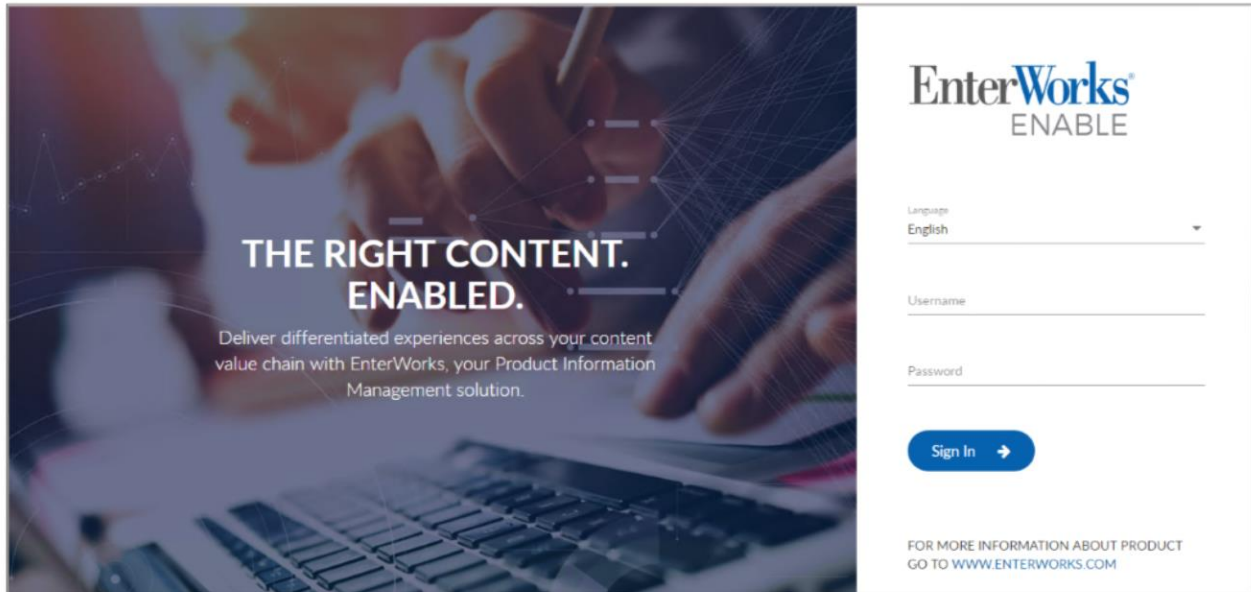 THE RIGHT CONTENT.
ENABLED.
Deliver differentiated experiences across your content
value chain with EnterWorks, your Product Information
Management solution.
EnterWorks®
ENABLE
Language
English
Username
Password
Sign In
FOR MORE INFORMATION ABOUT PRODUCT
GO TO WWW.ENTERWORKS.COM